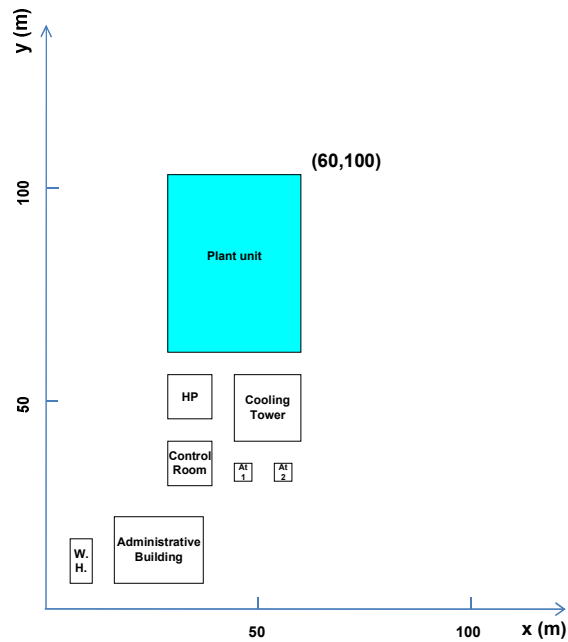 y (m)
(60,100)
100
Plant unit
50
HP
Cooling
Tower
Control
Room
At
1
At
2
Administrative
Building
W.
H.
50
100
x (m)